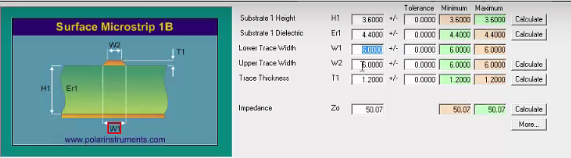 Surface Microstrip 1B
W2
T1
H1
Er1
W1
www.polarinstruments.com
Tolerance Minimum Maximum
Substrate 1 Height H1 3.6000 +/- 0.0000 3.6000 3.6000 Calculate
Substrate 1 Dielectric Er1 4.4000 +/- 0.0000 4.4000 4.4000 Calculate
Lower Trace Width W1 6.0000 +/- 0.0000 6.0000 6.0000
Upper Trace Width W2 6.0000 +/- 0.0000 6.0000 6.0000 Calculate
Trace Thickness T1 1.2000 +/- 0.0000 1.2000 1.2000 Calculate
Impedance Zo 50.07 50.07 50.07 Calculate
More...